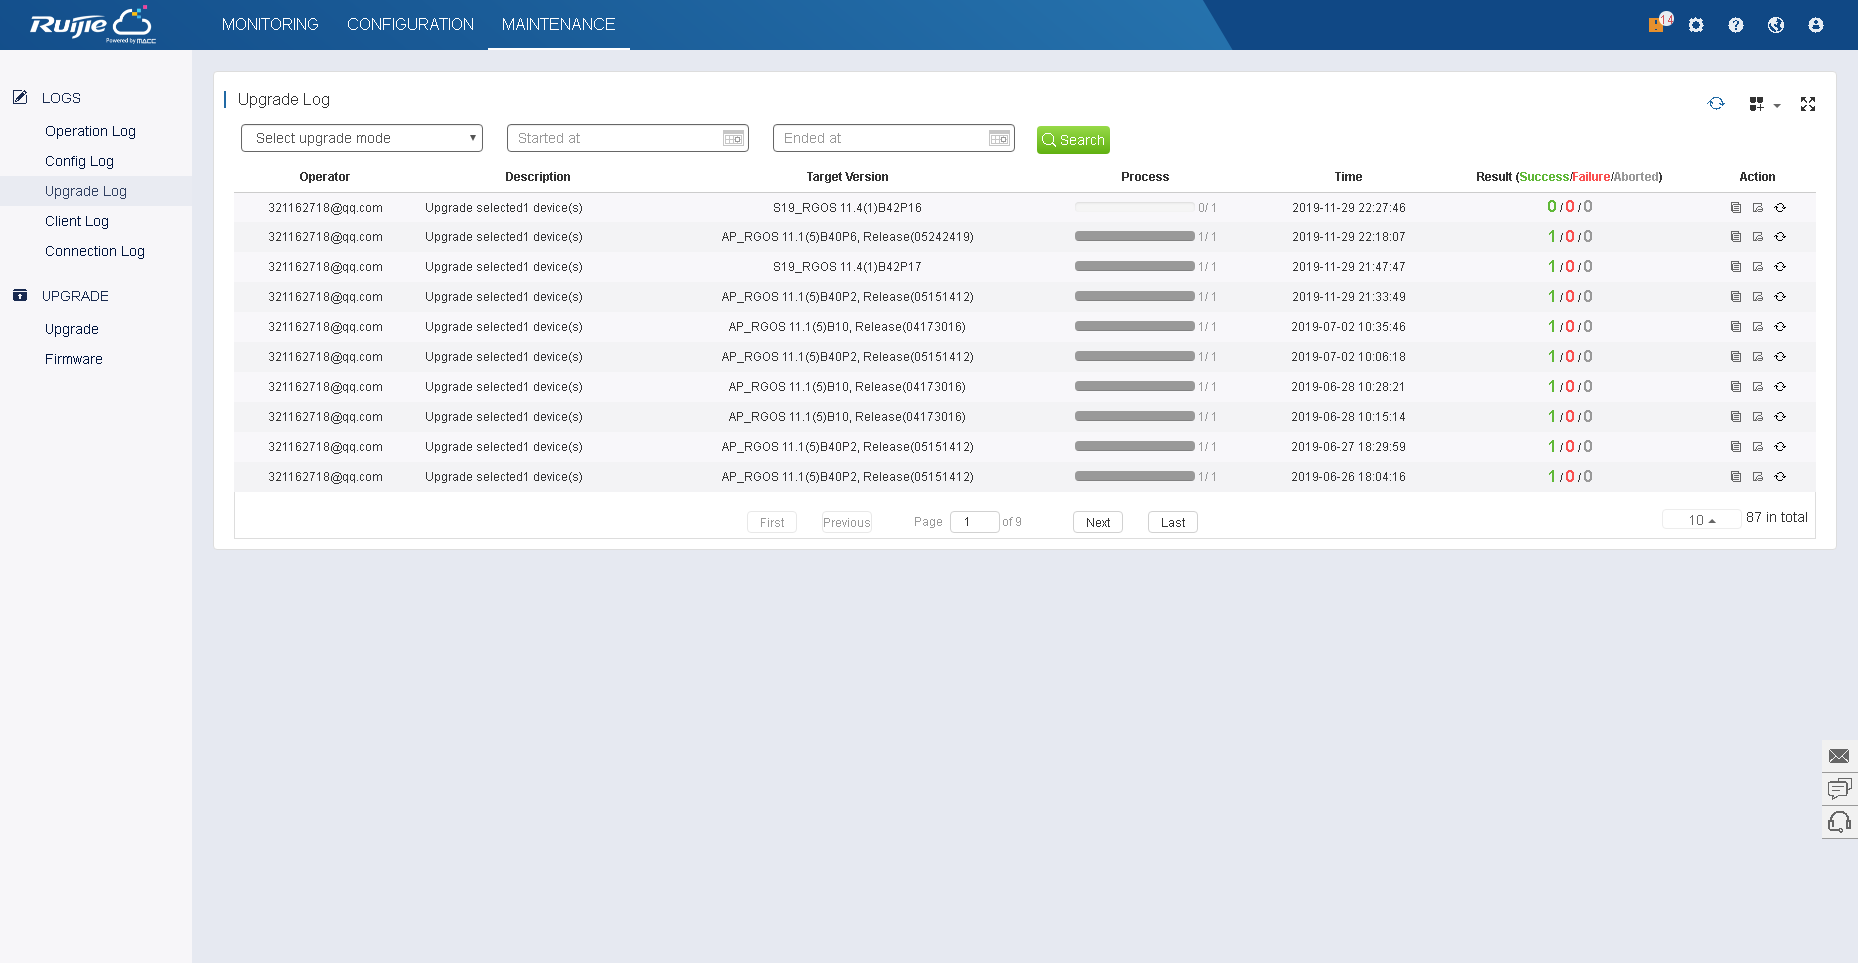 Ruijie Powered by MACC MONITORING CONFIGURATION MAINTENANCE 14
LOGS
Operation Log
Config Log
Upgrade Log
Client Log
Connection Log
UPGRADE
Upgrade
Firmware
Upgrade Log
Select upgrade mode Started at Ended at Search
Operator Description Target Version Process Time Result (Success/Failure/Aborted) Action
321162718@qq.com Upgrade selected1 device(s) S19_RGOS 11.4(1)B42P16 0/ 1 2019-11-29 22:27:46 0 / 0 / 0
321162718@qq.com Upgrade selected1 device(s) AP_RGOS 11.1(5)B40P6, Release(05242419) 1/ 1 2019-11-29 22:18:07 1 / 0 / 0
321162718@qq.com Upgrade selected1 device(s) S19_RGOS 11.4(1)B42P17 1/ 1 2019-11-29 21:47:47 1 / 0 / 0
321162718@qq.com Upgrade selected1 device(s) AP_RGOS 11.1(5)B40P2, Release(05151412) 1/ 1 2019-11-29 21:33:49 1 / 0 / 0
321162718@qq.com Upgrade selected1 device(s) AP_RGOS 11.1(5)B10, Release(04173016) 1/ 1 2019-07-02 10:35:46 1 / 0 / 0
321162718@qq.com Upgrade selected1 device(s) AP_RGOS 11.1(5)B40P2, Release(05151412) 1/ 1 2019-07-02 10:06:18 1 / 0 / 0
321162718@qq.com Upgrade selected1 device(s) AP_RGOS 11.1(5)B10, Release(04173016) 1/ 1 2019-06-28 10:28:21 1 / 0 / 0
321162718@qq.com Upgrade selected1 device(s) AP_RGOS 11.1(5)B10, Release(04173016) 1/ 1 2019-06-28 10:15:14 1 / 0 / 0
321162718@qq.com Upgrade selected1 device(s) AP_RGOS 11.1(5)B40P2, Release(05151412) 1/ 1 2019-06-27 18:29:59 1 / 0 / 0
321162718@qq.com Upgrade selected1 device(s) AP_RGOS 11.1(5)B40P2, Release(05151412) 1/ 1 2019-06-26 18:04:16 1 / 0 / 0
First Previous Page 1 of 9 Next Last 10 87 in total